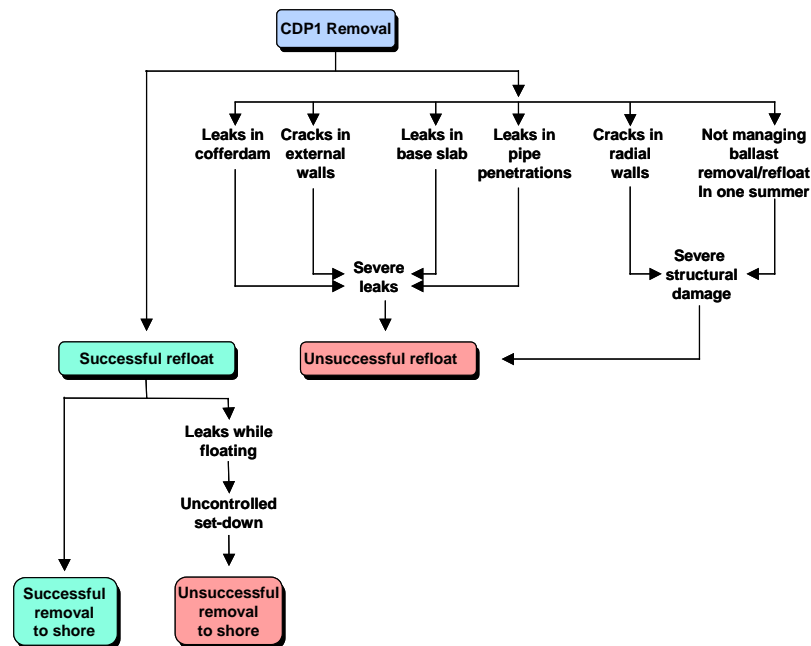 CDP1 Removal
Leaks in
cofferdam
Cracks in
external
walls
Leaks in
base slab
Leaks in
pipe
penetrations
Cracks in
radial
walls
Not managing
ballast
removal/refloat
In one summer
Severe
leaks
Severe
structural
damage
Successful refloat
Unsuccessful refloat
Leaks while
floating
Uncontrolled
set-down
Successful
removal
to shore
Unsuccessful
removal
to shore